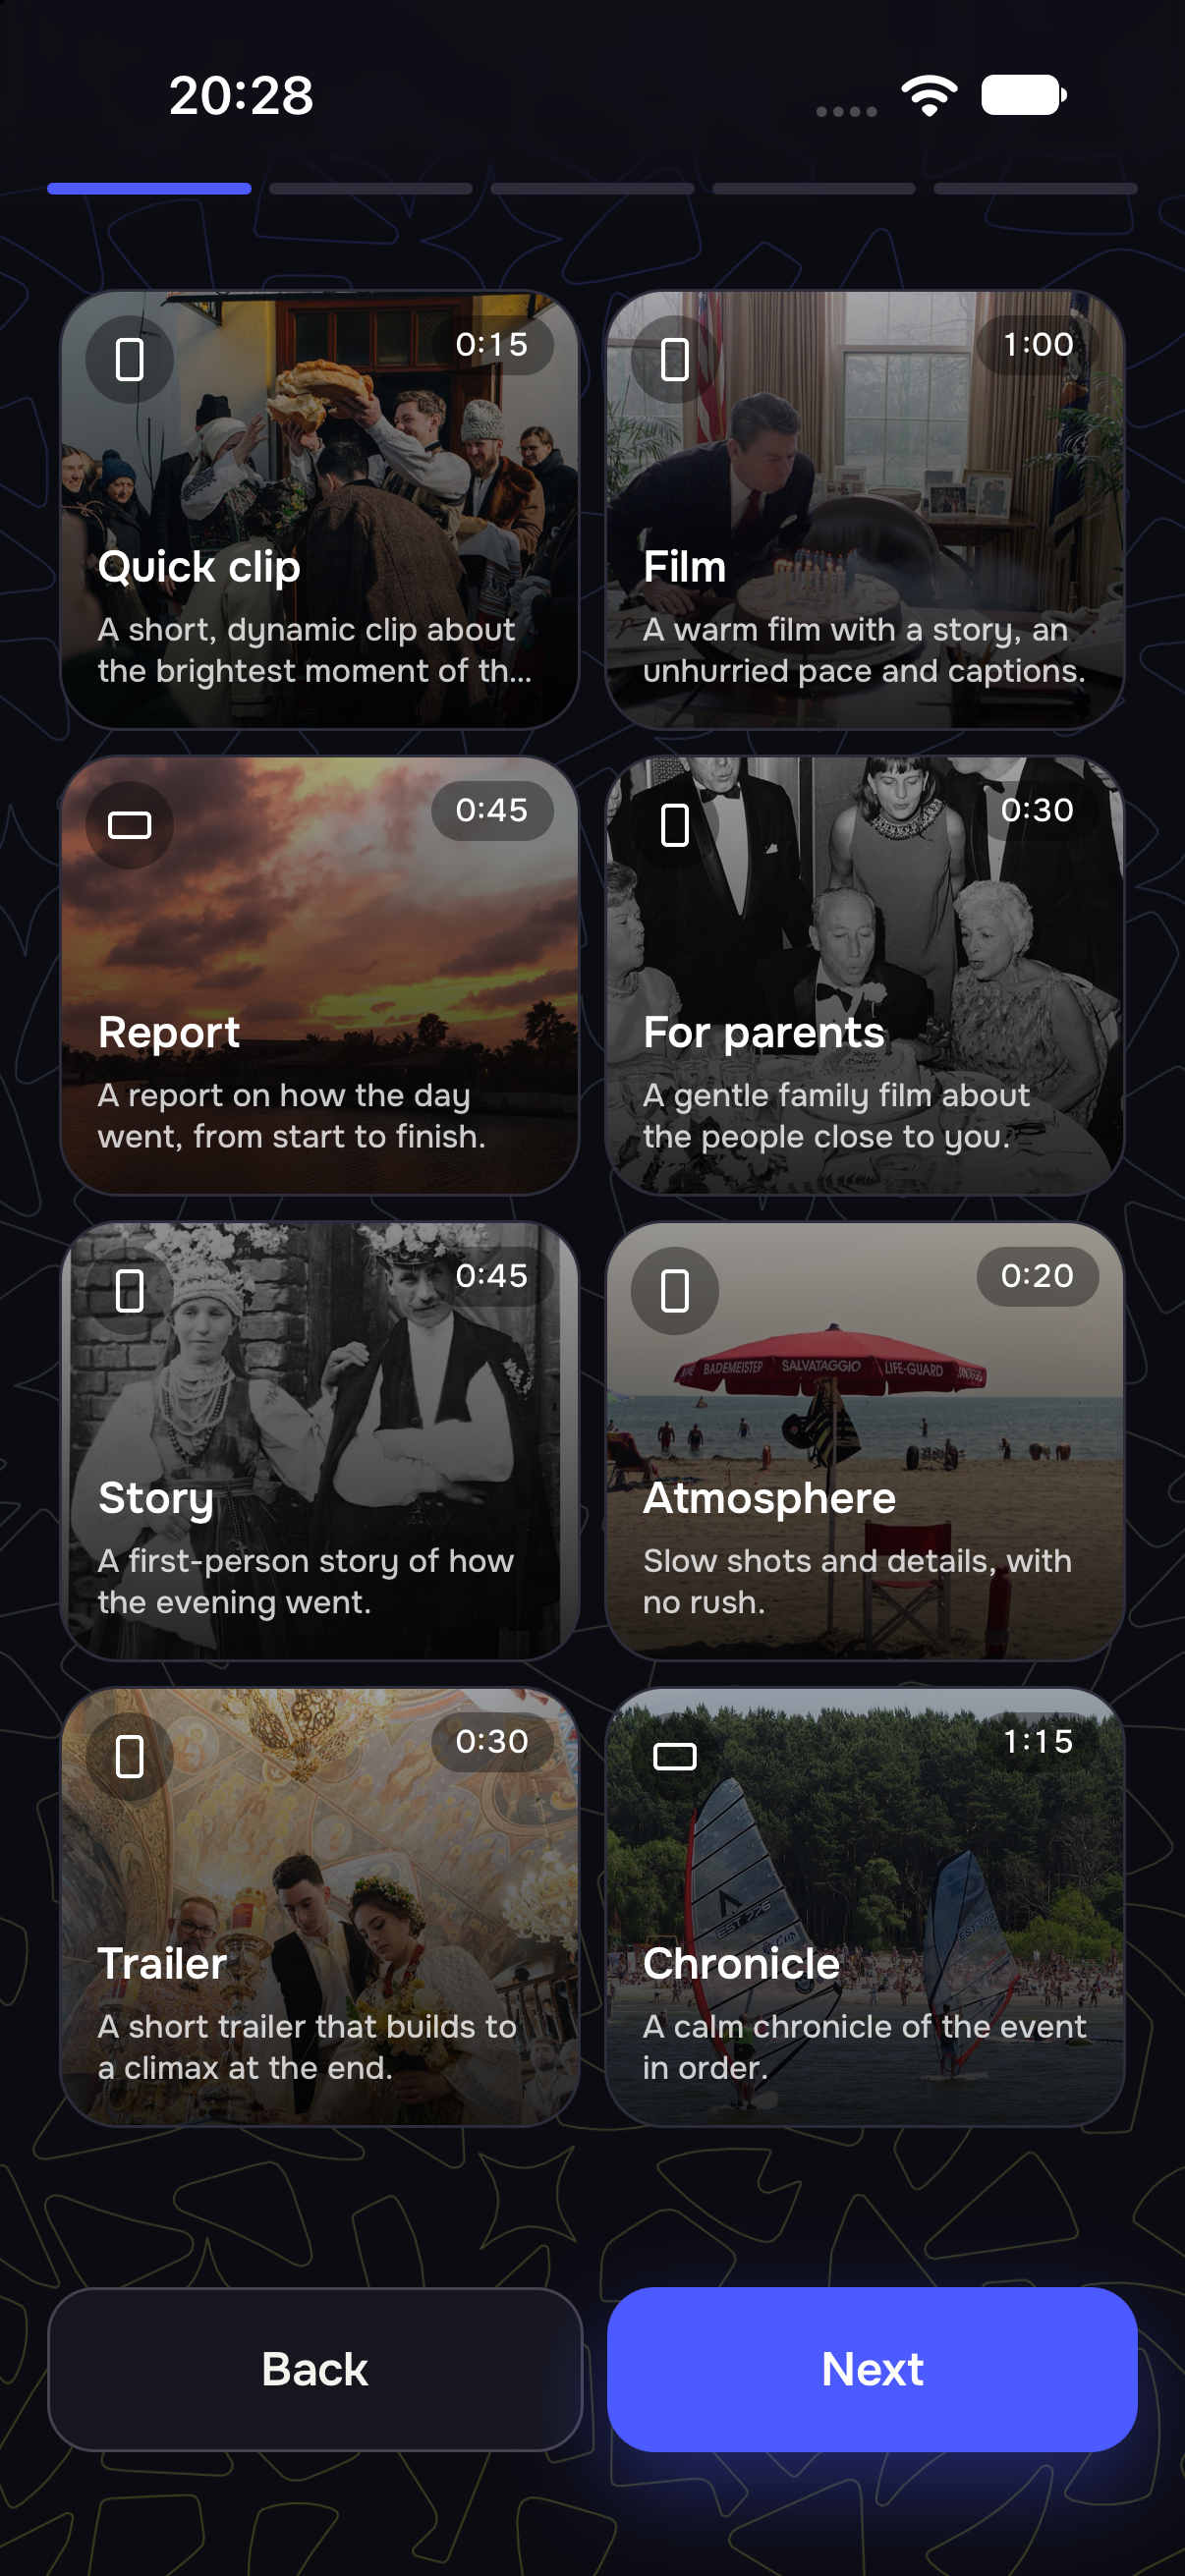 20:28
0:15
Quick clip
A short, dynamic clip about
the brightest moment of th...
1:00
Film
A warm film with a story, an
unhurried pace and captions.
0:45
Report
A report on how the day
went, from start to finish.
0:30
For parents
A gentle family film about
the people close to you.
0:45
Story
A first-person story of how
the evening went.
0:20
BADEMEISTER SALVATAGGIO LIFE-GUARD
Atmosphere
Slow shots and details, with
no rush.
0:30
Trailer
A short trailer that builds to
a climax at the end.
1:15
EST 776
Cup
Chronicle
A calm chronicle of the event
in order.
Back
Next